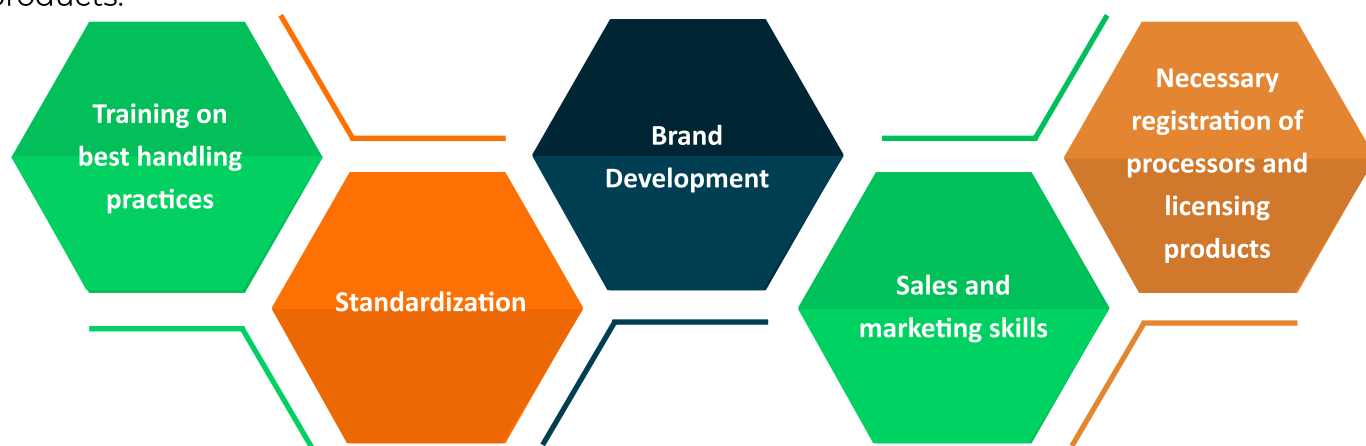 products.
Training on
best handling
practices
Standardization
Brand
Development
Sales and
marketing skills
Necessary
registration of
processors and
licensing
products